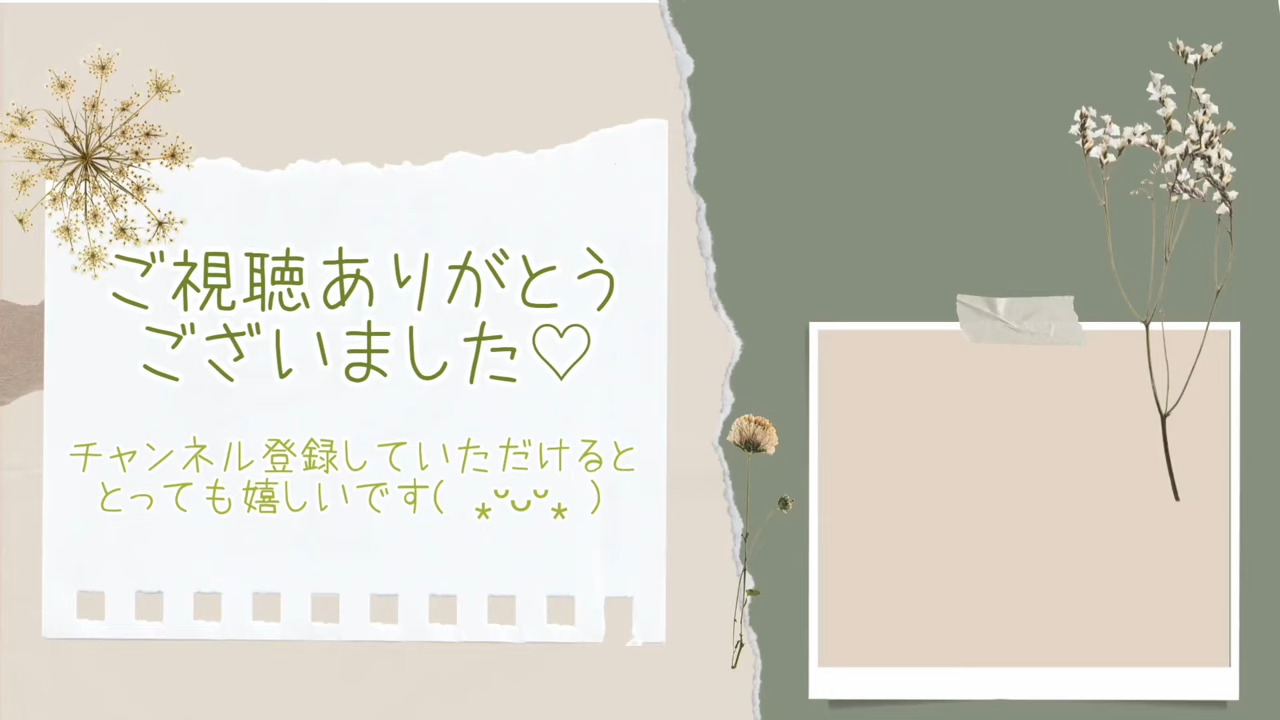 ご視聴ありがとう
ございました♡
チャンネル登録していただけると
とっても嬉しいです( ⁎ᵕᴗᵕ⁎ )